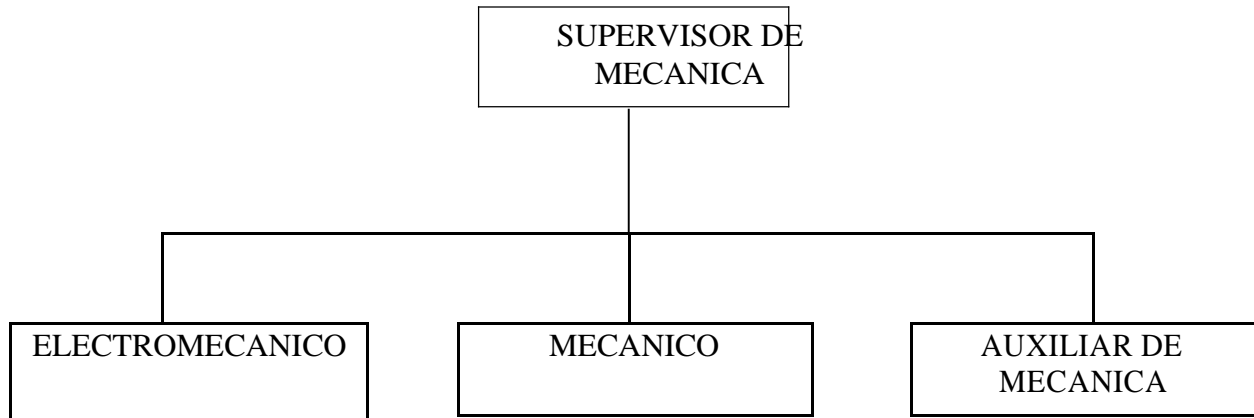 SUPERVISOR DE
MECANICA
ELECTROMECANICO
MECANICO
AUXILIAR DE
MECANICA